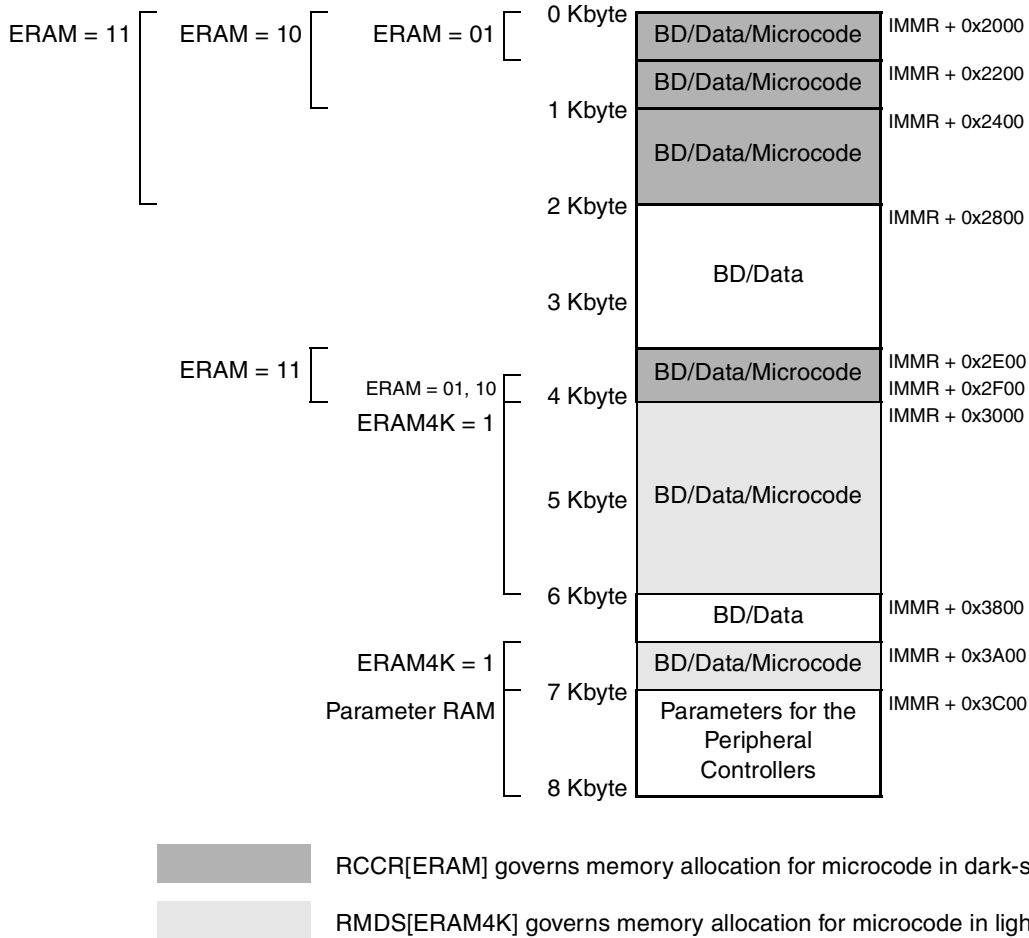 0 Kbyte
ERAM = 11 ERAM = 10 ERAM = 01 BD/Data/Microcode IMMR + 0x2000
BD/Data/Microcode IMMR + 0x2200
1 Kbyte IMMR + 0x2400
BD/Data/Microcode
2 Kbyte IMMR + 0x2800
BD/Data
3 Kbyte
ERAM = 11 BD/Data/Microcode IMMR + 0x2E00
ERAM = 01, 10 4 Kbyte IMMR + 0x2F00
ERAM4K = 1 IMMR + 0x3000
5 Kbyte BD/Data/Microcode
6 Kbyte BD/Data IMMR + 0x3800
ERAM4K = 1 BD/Data/Microcode IMMR + 0x3A00
7 Kbyte IMMR + 0x3C00
Parameter RAM Parameters for the
Peripheral
Controllers
8 Kbyte
RCCR[ERAM] governs memory allocation for microcode in dark-s
RMDS[ERAM4K] governs memory allocation for microcode in ligh